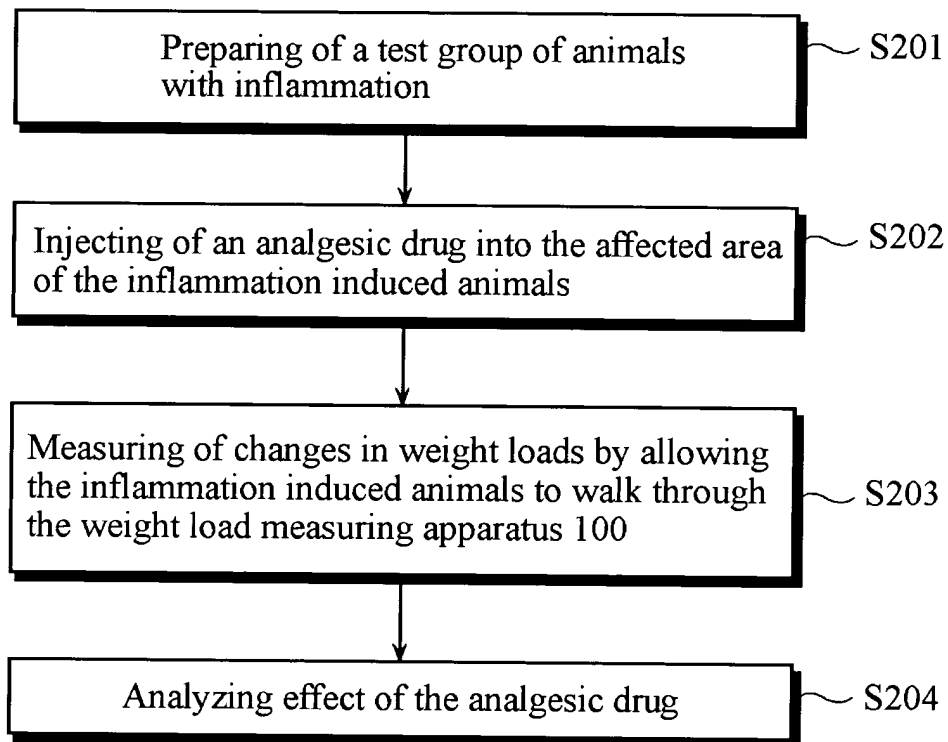 Preparing of a test group of animals
with inflammation
S201
Injecting of an analgesic drug into the affected area
of the inflammation induced animals
S202
Measuring of changes in weight loads by allowing
the inflammation induced animals to walk through
the weight load measuring apparatus 100
S203
Analyzing effect of the analgesic drug
S204